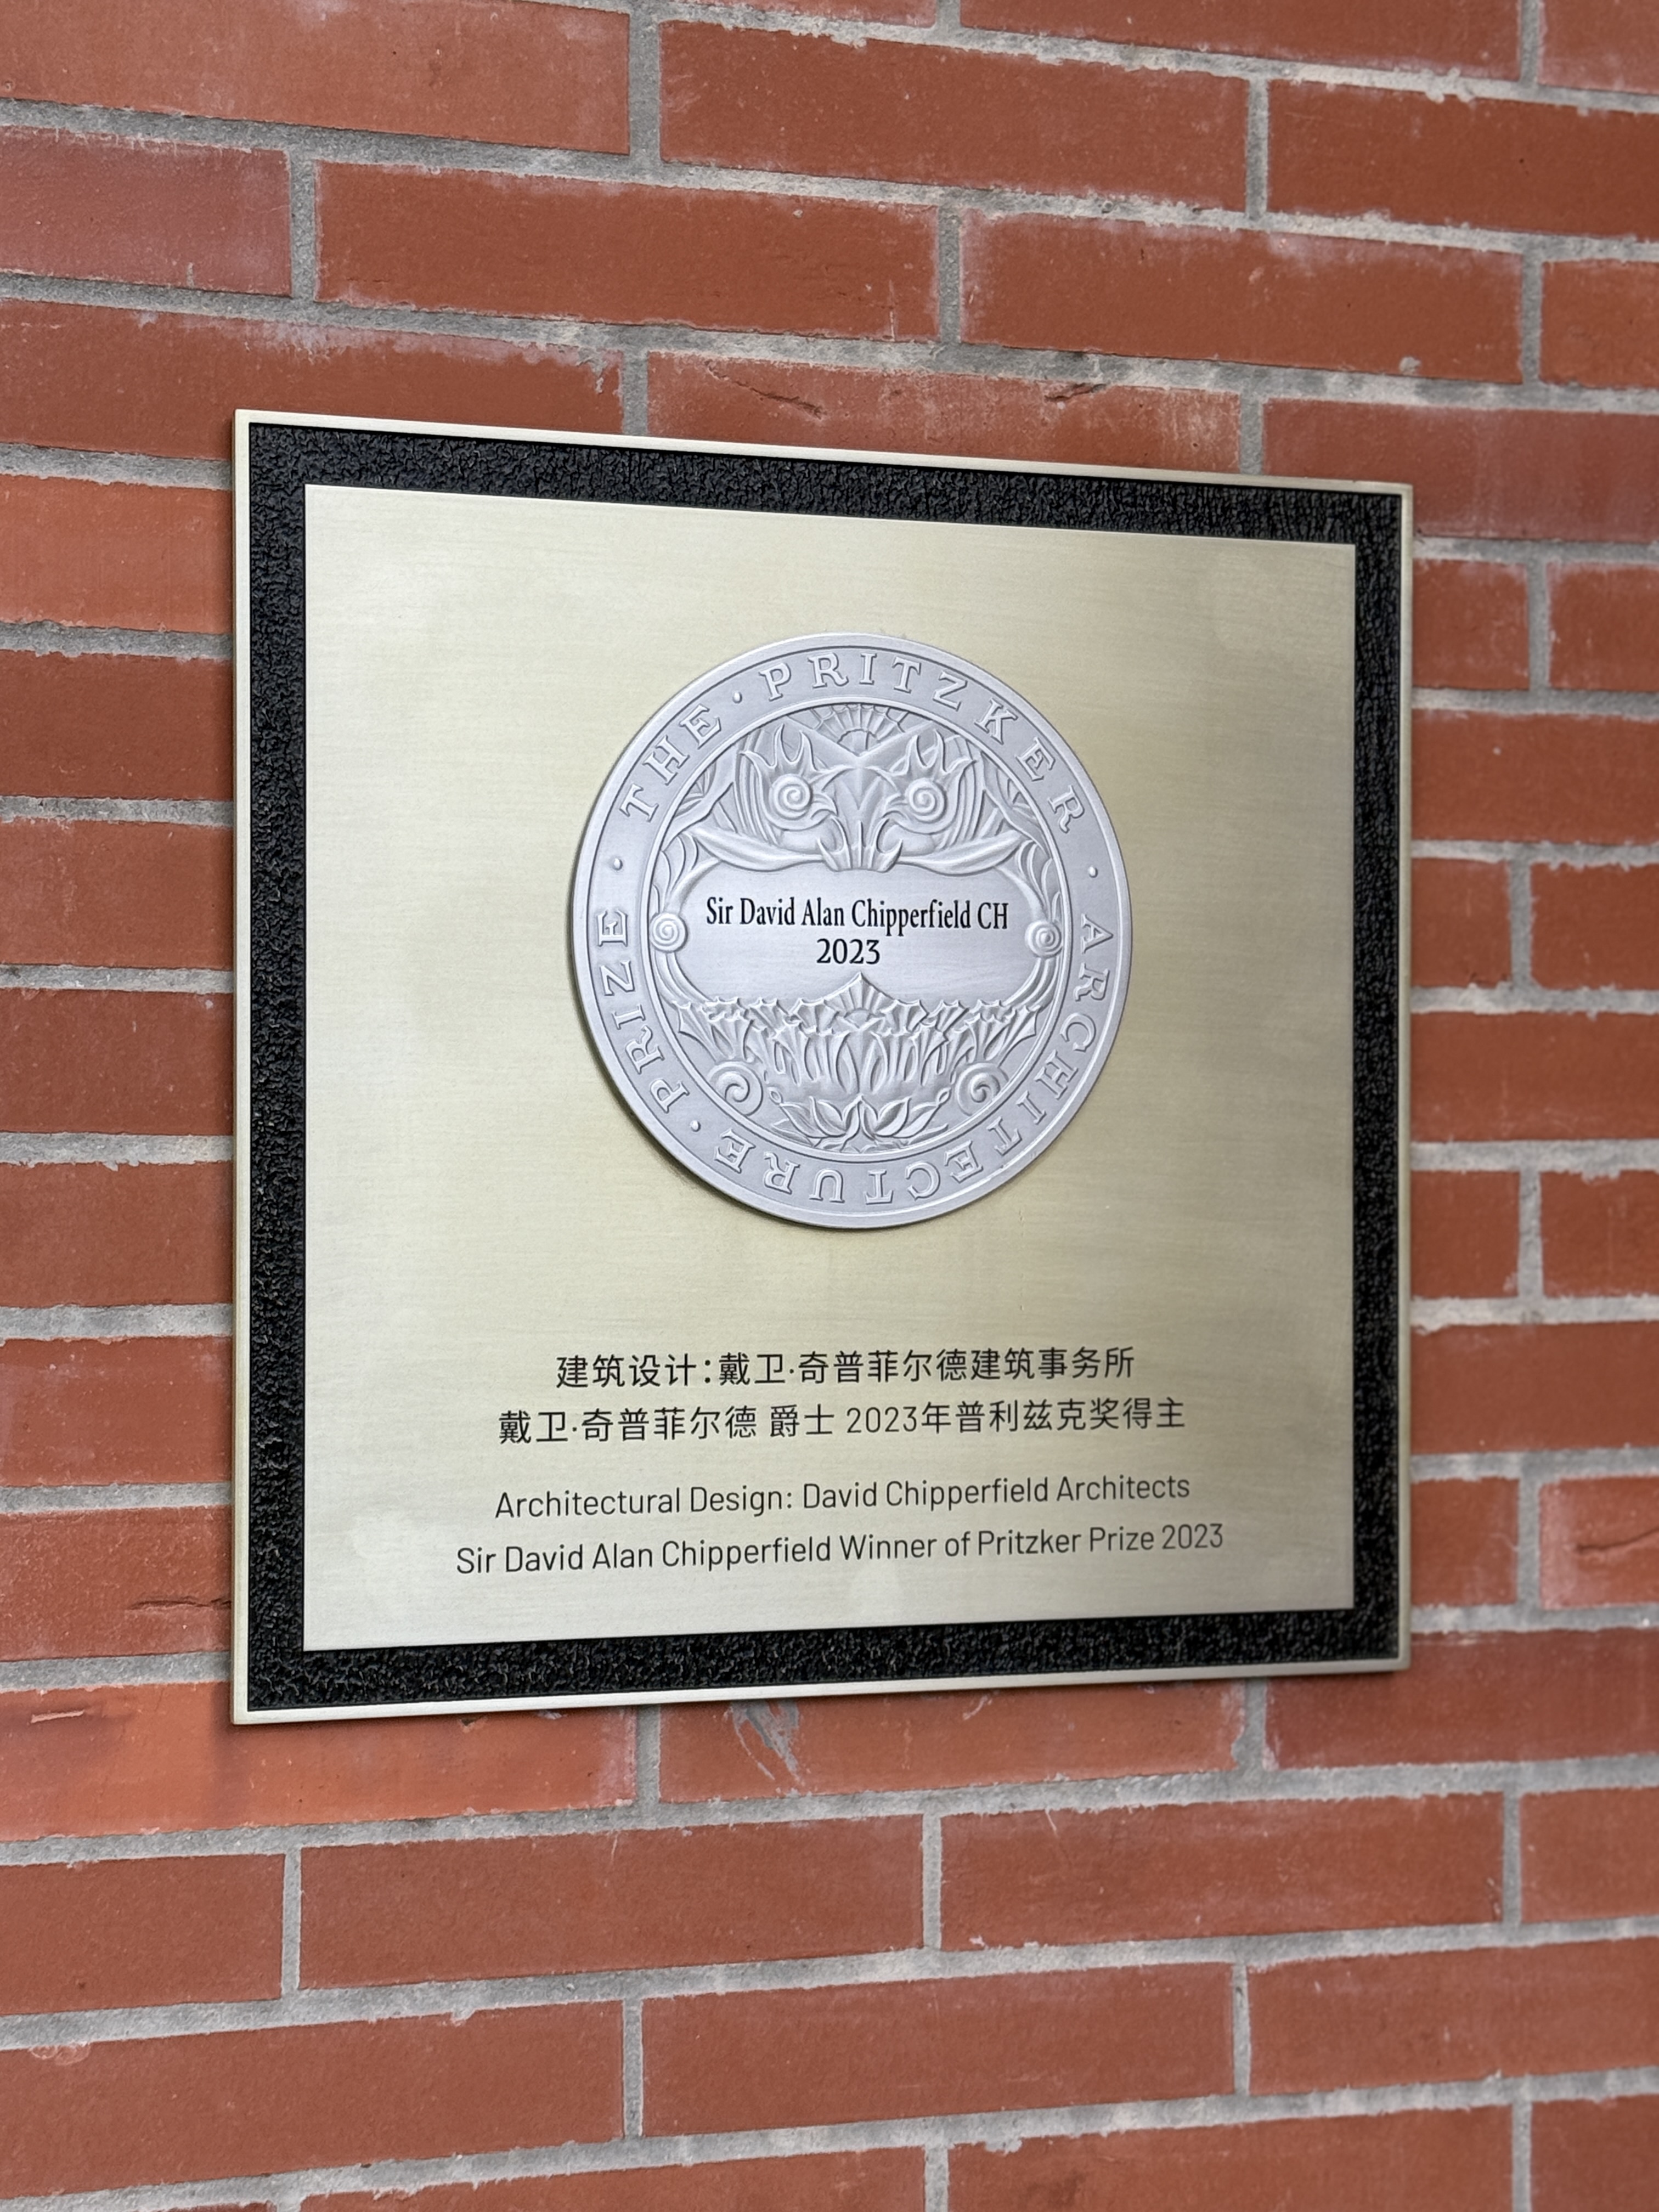 THE · PRITZKER · ARCHITECTURE · PRIZE ·
Sir David Alan Chipperfield CH
2023
建筑设计：戴卫·奇普菲尔德建筑事务所
戴卫·奇普菲尔德 爵士 2023年普利兹克奖得主
Architectural Design: David Chipperfield Architects
Sir David Alan Chipperfield Winner of Pritzker Prize 2023